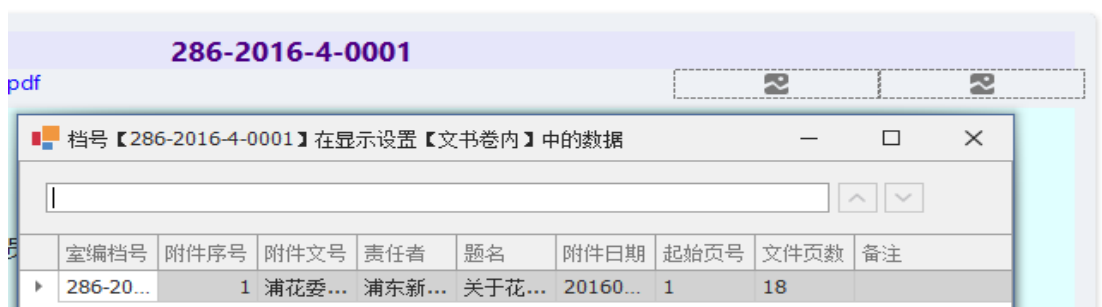 286-2016-4-0001
pdf
档号【286-2016-4-0001】在显示设置【文书卷内】中的数据
室编档号 附件序号 附件文号 责任者 题名 附件日期 起始页号 文件页数 备注
286-20... 1 浦花委... 浦东新... 关于花... 20160... 1 18